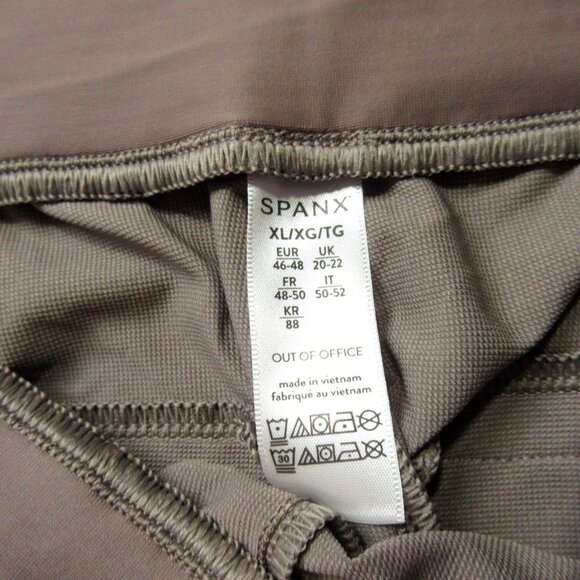 SPANX
XL/XG/TG
EUR UK
46-48 20-22
FR IT
48-50 50-52
KR
88
OUT OF OFFICE
made in vietnam
fabriqué au vietnam
30